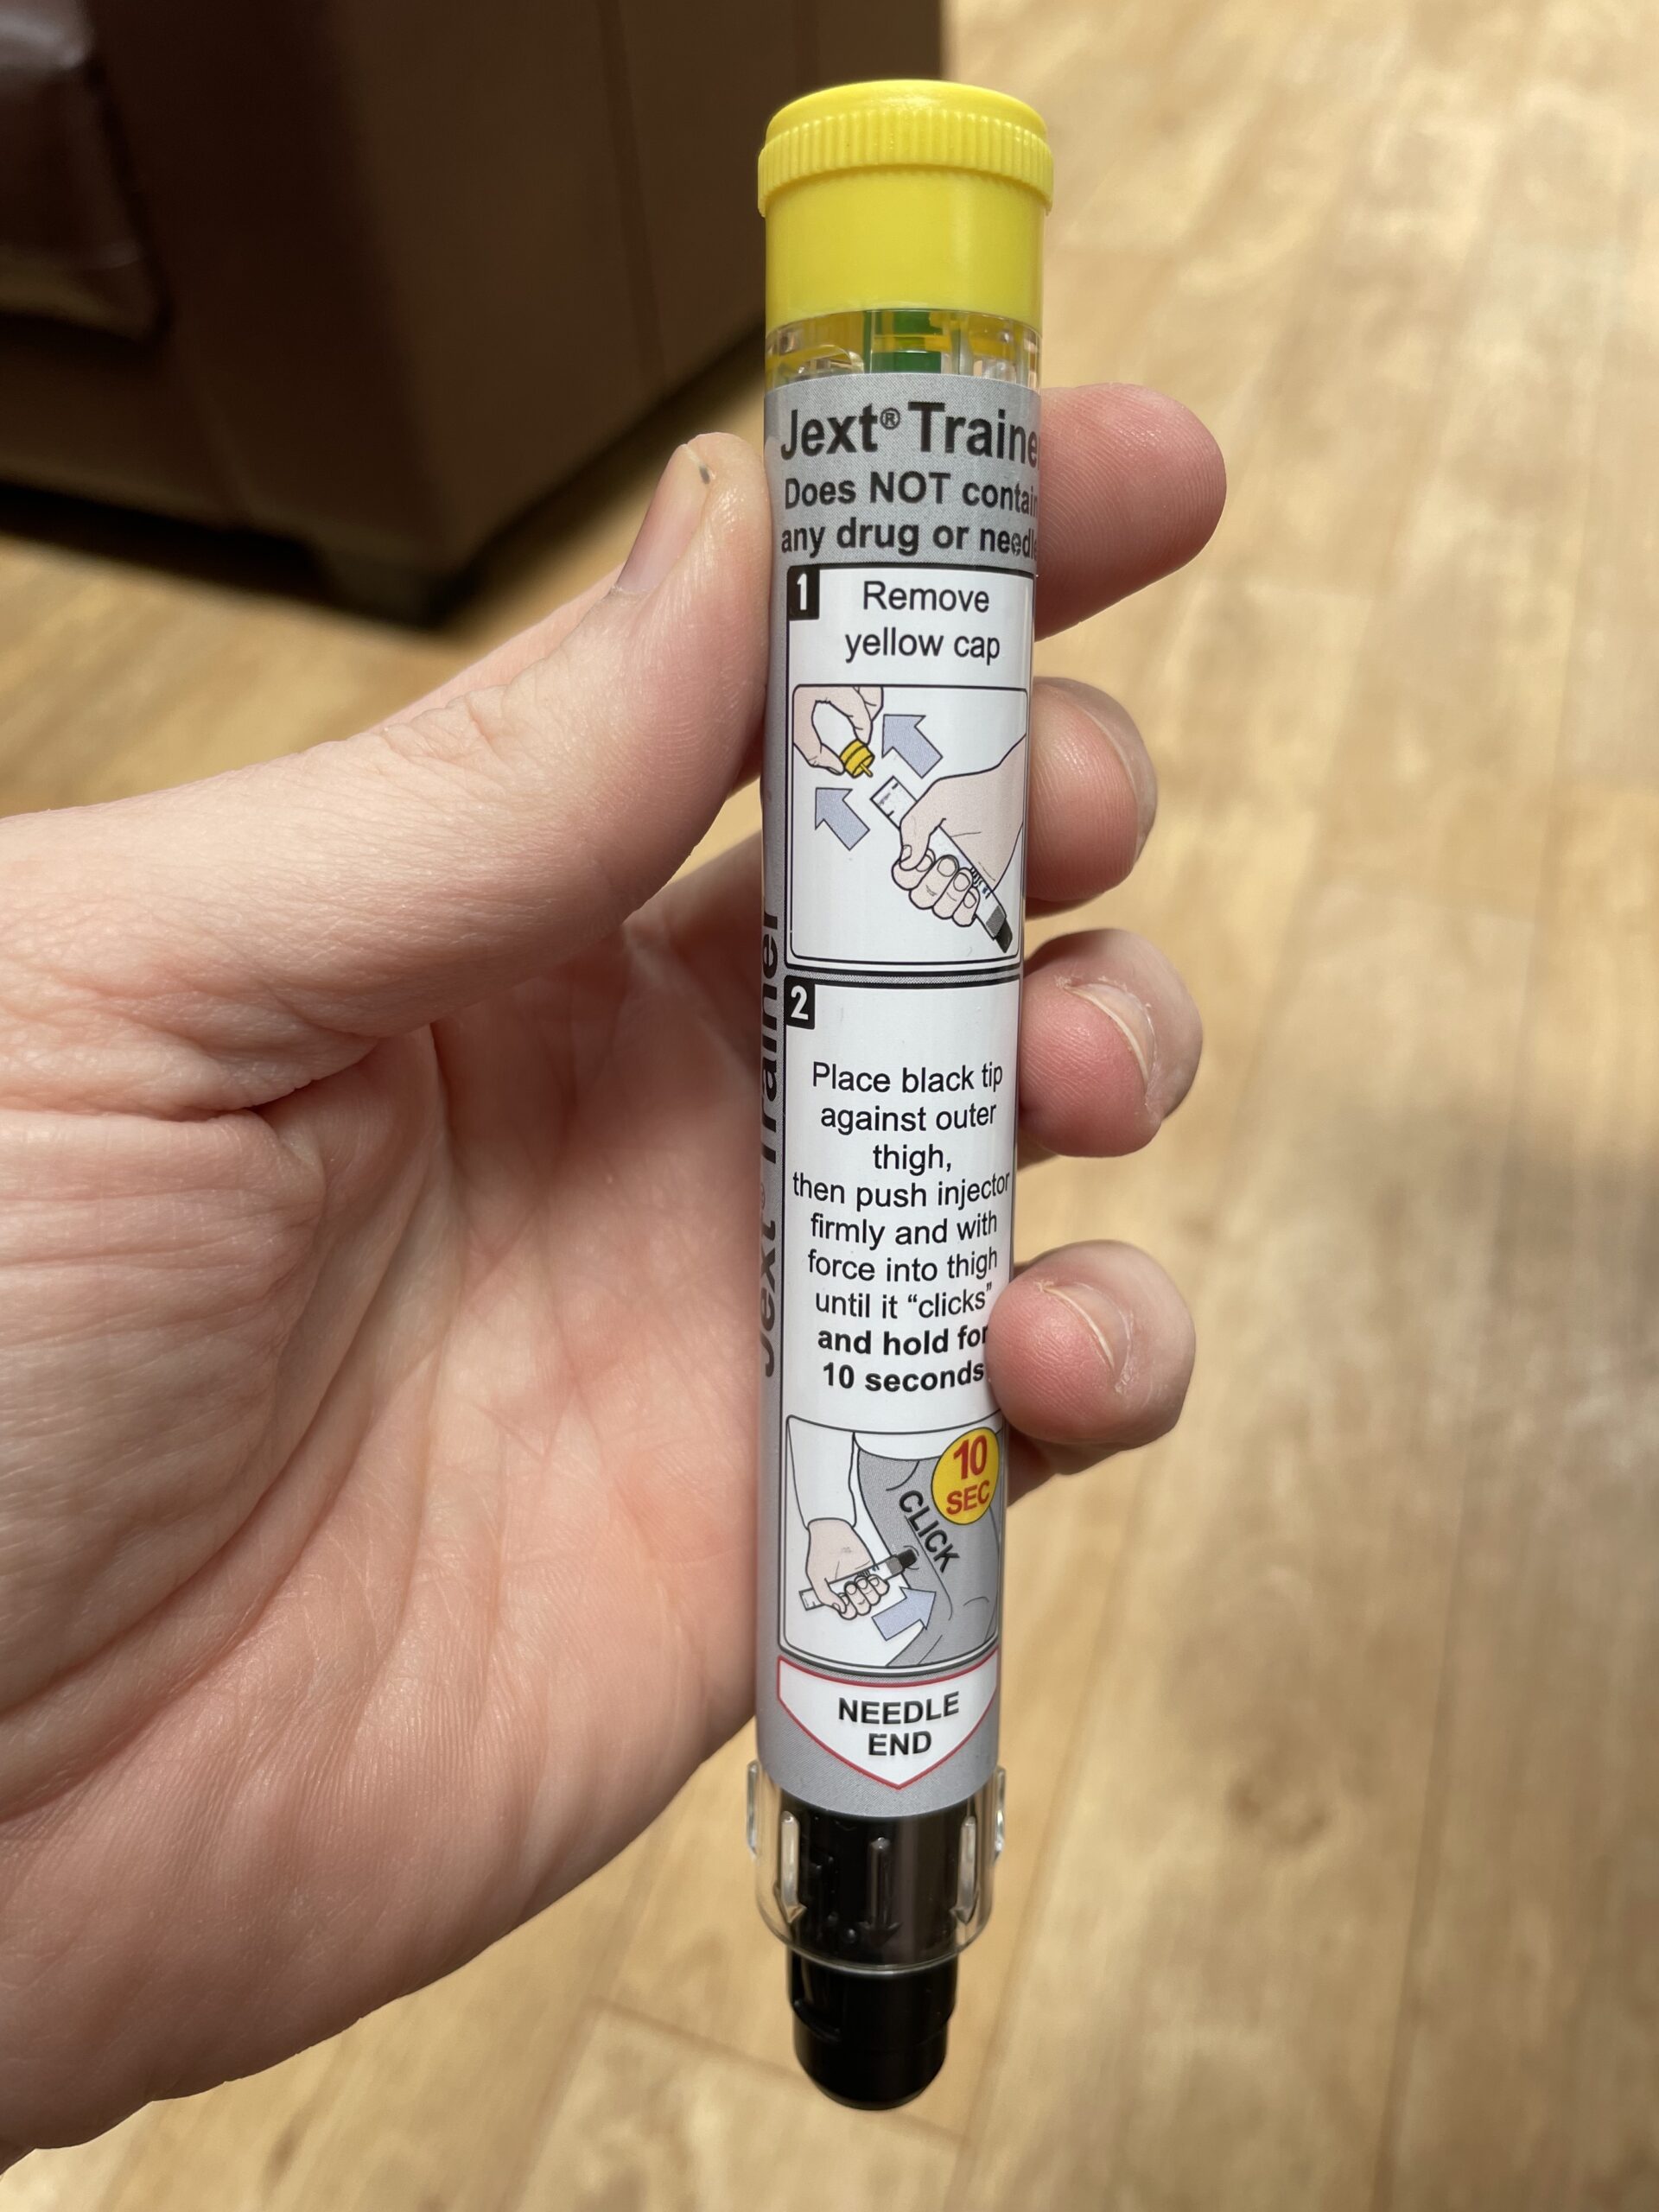 Jext® Trainer
Does NOT contain
any drug or needle
1 Remove
yellow cap
2
Place black tip
against outer
thigh,
then push injector
firmly and with
force into thigh
until it “clicks”
and hold for
10 seconds
10
SEC
CLICK
NEEDLE
END
Jext® Trainer